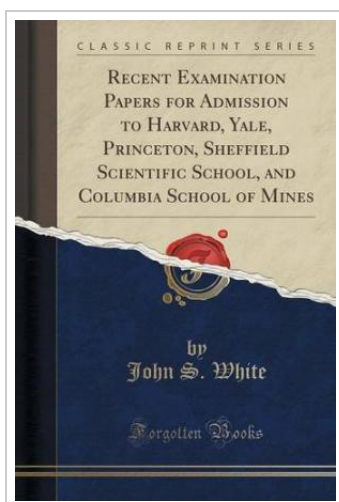 CLASSIC REPRINT SERIES
RECENT EXAMINATION
PAPERS FOR ADMISSION
TO HARVARD, YALE,
PRINCETON, SHEFFIELD
SCIENTIFIC SCHOOL, AND
COLUMBIA SCHOOL OF MINES
by
John S. White
Forgotten Books